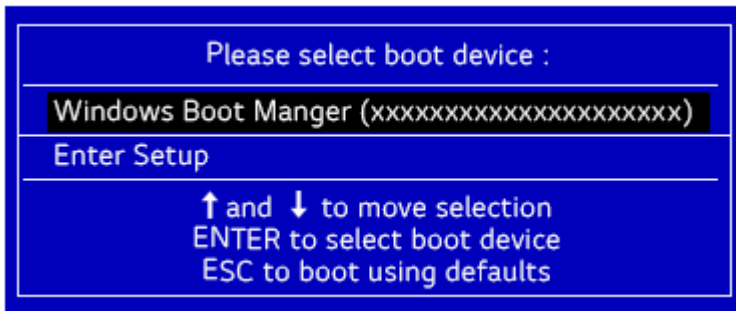 Please select boot device :
Windows Boot Manger (xxxxxxxxxxxxxxxxxxxxx)
Enter Setup
↑ and ↓ to move selection
ENTER to select boot device
ESC to boot using defaults